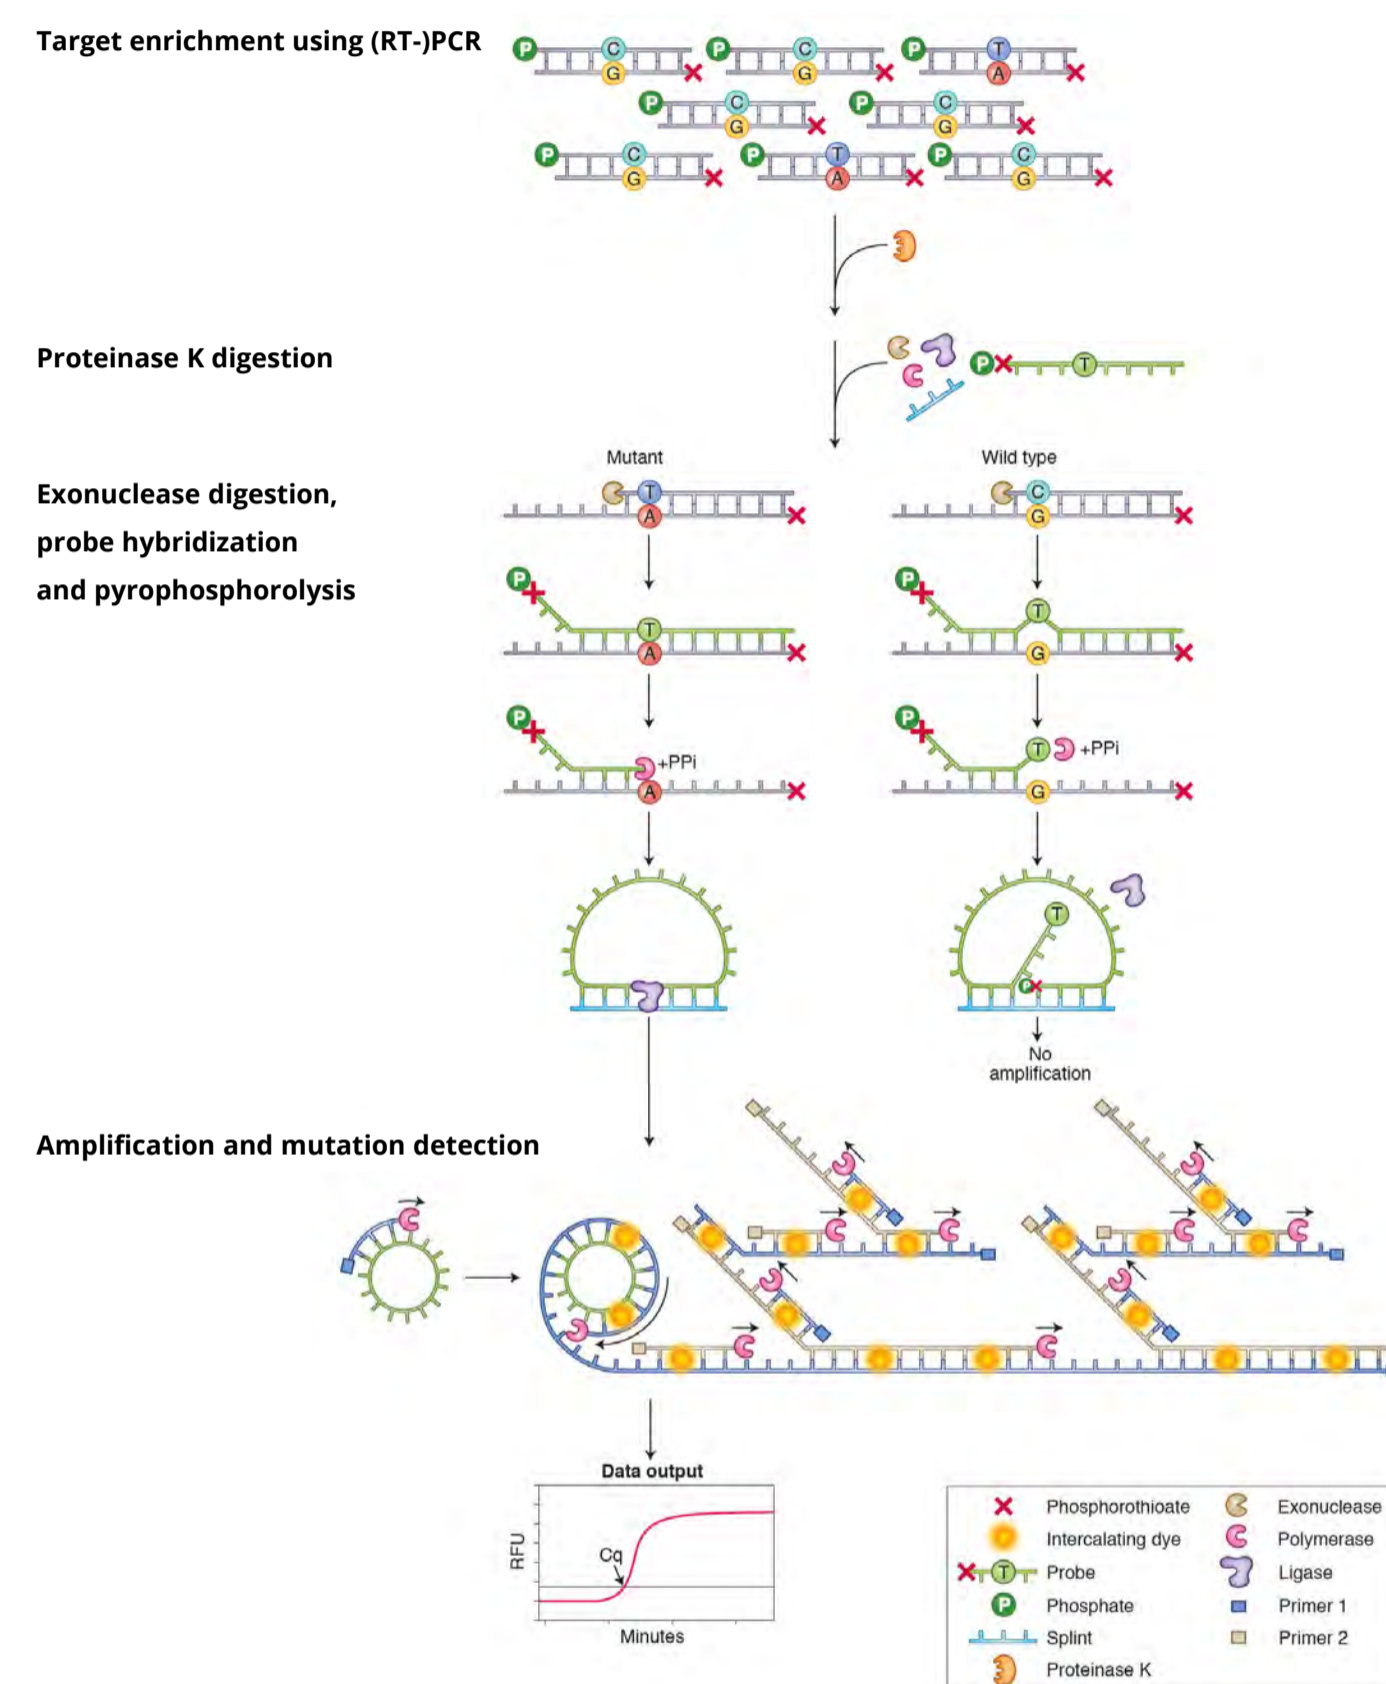 Target enrichment using (RT-)PCR
P C P C P T
G G A
P C P C
G G
P C P T P C
G A G
Proteinase K digestion
P T
Mutant Wild type
Exonuclease digestion,
probe hybridization
and pyrophosphorolysis
T C
A G
P P
T T
A G
P P
+PPi T +PPi
A G
T
P
No
amplification
Amplification and mutation detection
Data output
RFU
Cq
Minutes
Phosphorothioate
Intercalating dye
T Probe
P Phosphate
Splint
Proteinase K
Exonuclease
Polymerase
Ligase
Primer 1
Primer 2